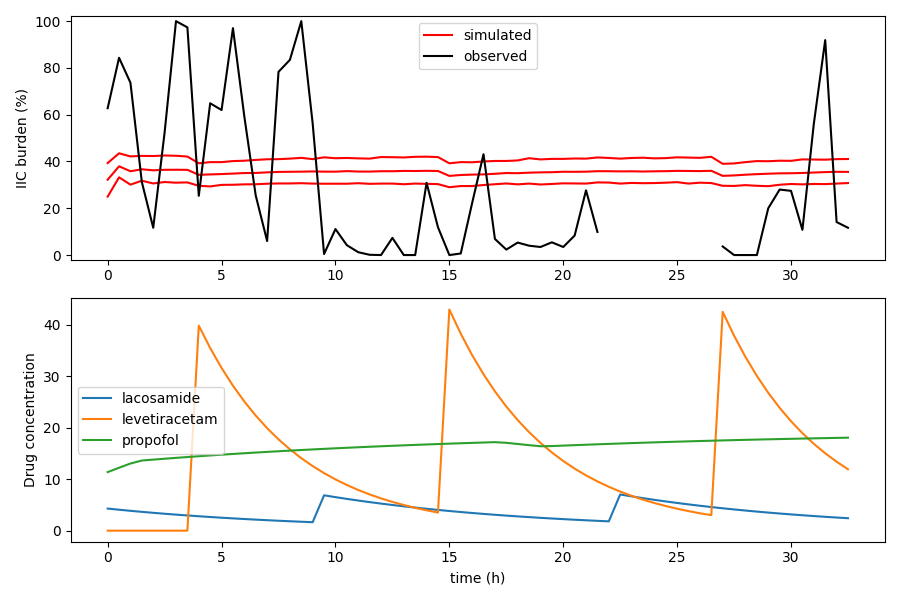 IIC burden (%)
100
80
60
40
20
0
simulated
observed
0 5 10 15 20 25 30
Drug concentration
40
30
20
10
0
lacosamide
levetiracetam
propofol
0 5 10 15 20 25 30
time (h)